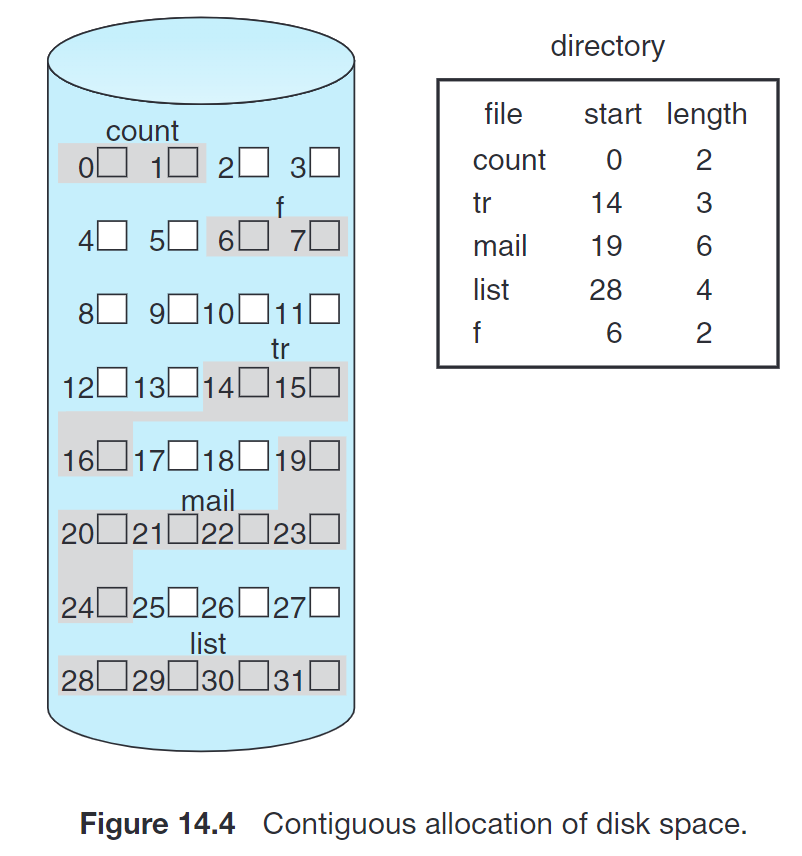 count
0 1 2 3
f
4 5 6 7
8 9 10 11
tr
12 13 14 15
16 17 18 19
mail
20 21 22 23
24 25 26 27
list
28 29 30 31
directory
file start length
count 0 2
tr 14 3
mail 19 6
list 28 4
f 6 2
Figure 14.4 Contiguous allocation of disk space.